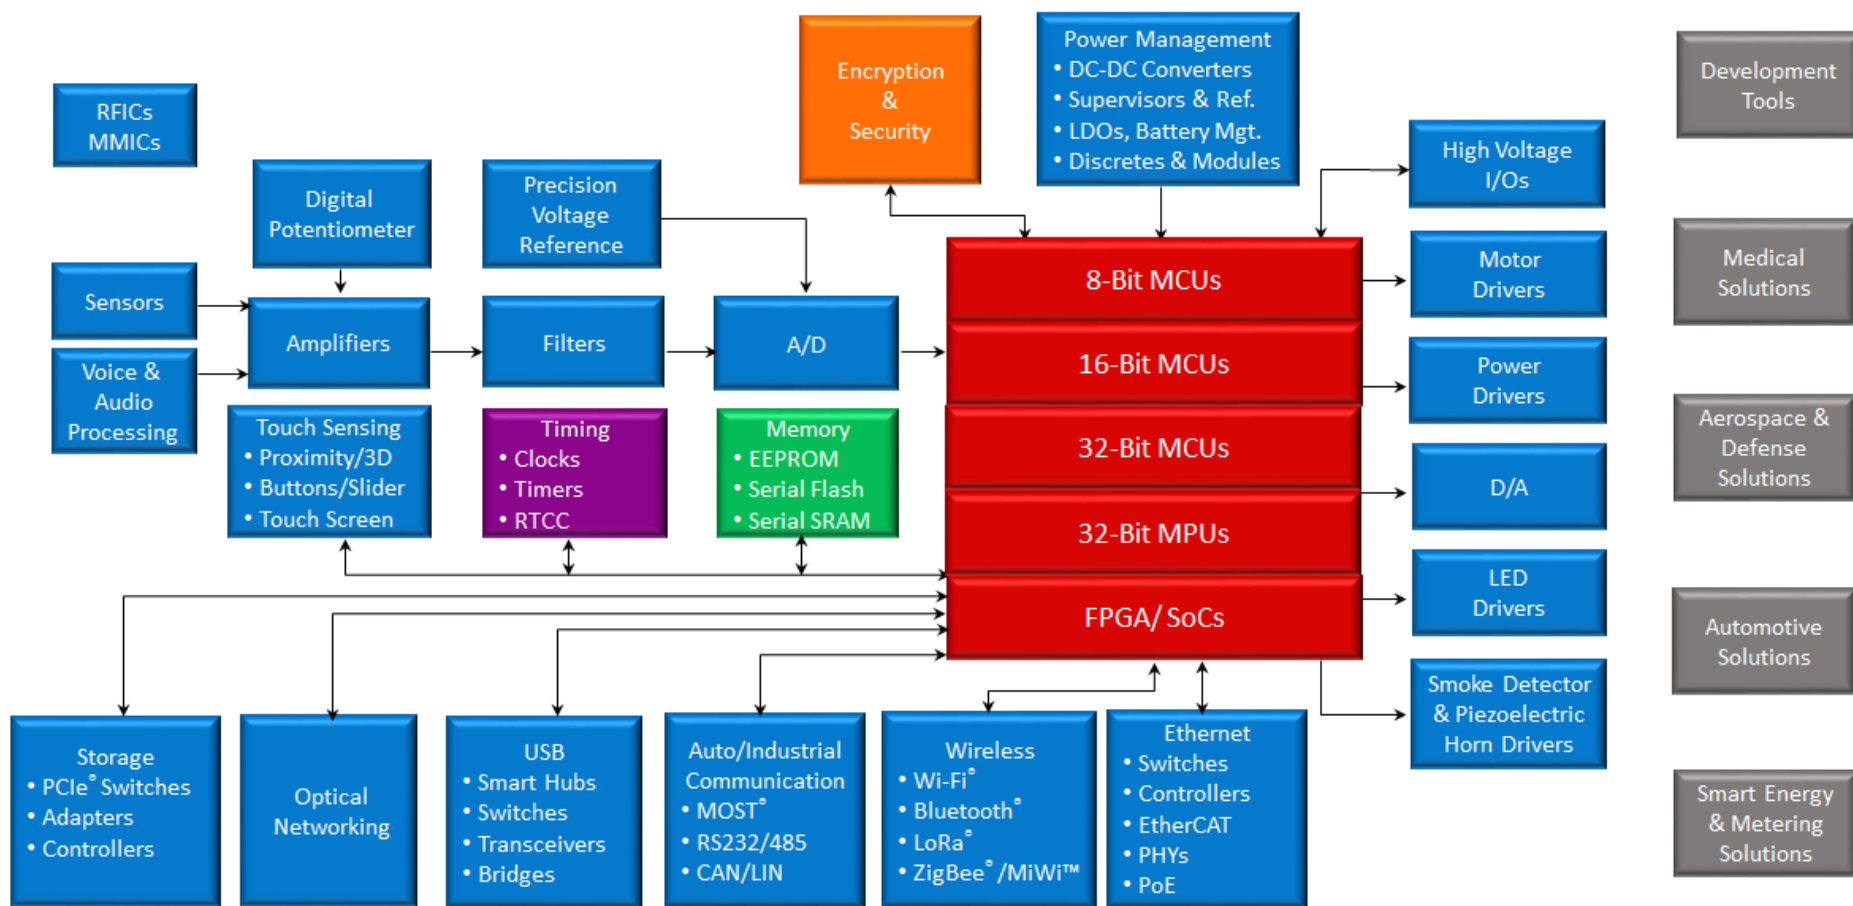 RFICs
MMICs
Encryption
&
Security
Power Management
• DC-DC Converters
• Supervisors & Ref.
• LDOs, Battery Mgt.
• Discretes & Modules
Development
Tools
High Voltage
I/Os
Digital
Potentiometer
Precision
Voltage
Reference
Sensors
Voice &
Audio
Processing
Amplifiers
Filters
A/D
8-Bit MCUs
16-Bit MCUs
32-Bit MCUs
32-Bit MPUs
FPGA/ SoCs
Motor
Drivers
Power
Drivers
D/A
LED
Drivers
Smoke Detector
& Piezoelectric
Horn Drivers
Medical
Solutions
Aerospace &
Defense
Solutions
Automotive
Solutions
Smart Energy
& Metering
Solutions
Touch Sensing
• Proximity/3D
• Buttons/Slider
• Touch Screen
Timing
• Clocks
• Timers
• RTCC
Memory
• EEPROM
• Serial Flash
• Serial SRAM
Storage
• PCIe® Switches
• Adapters
• Controllers
Optical
Networking
USB
• Smart Hubs
• Switches
• Transceivers
• Bridges
Auto/Industrial
Communication
• MOST®
• RS232/485
• CAN/LIN
Wireless
• Wi-Fi®
• Bluetooth®
• LoRa®
• ZigBee® /MiWi™
Ethernet
• Switches
• Controllers
• EtherCAT
• PHYs
• PoE